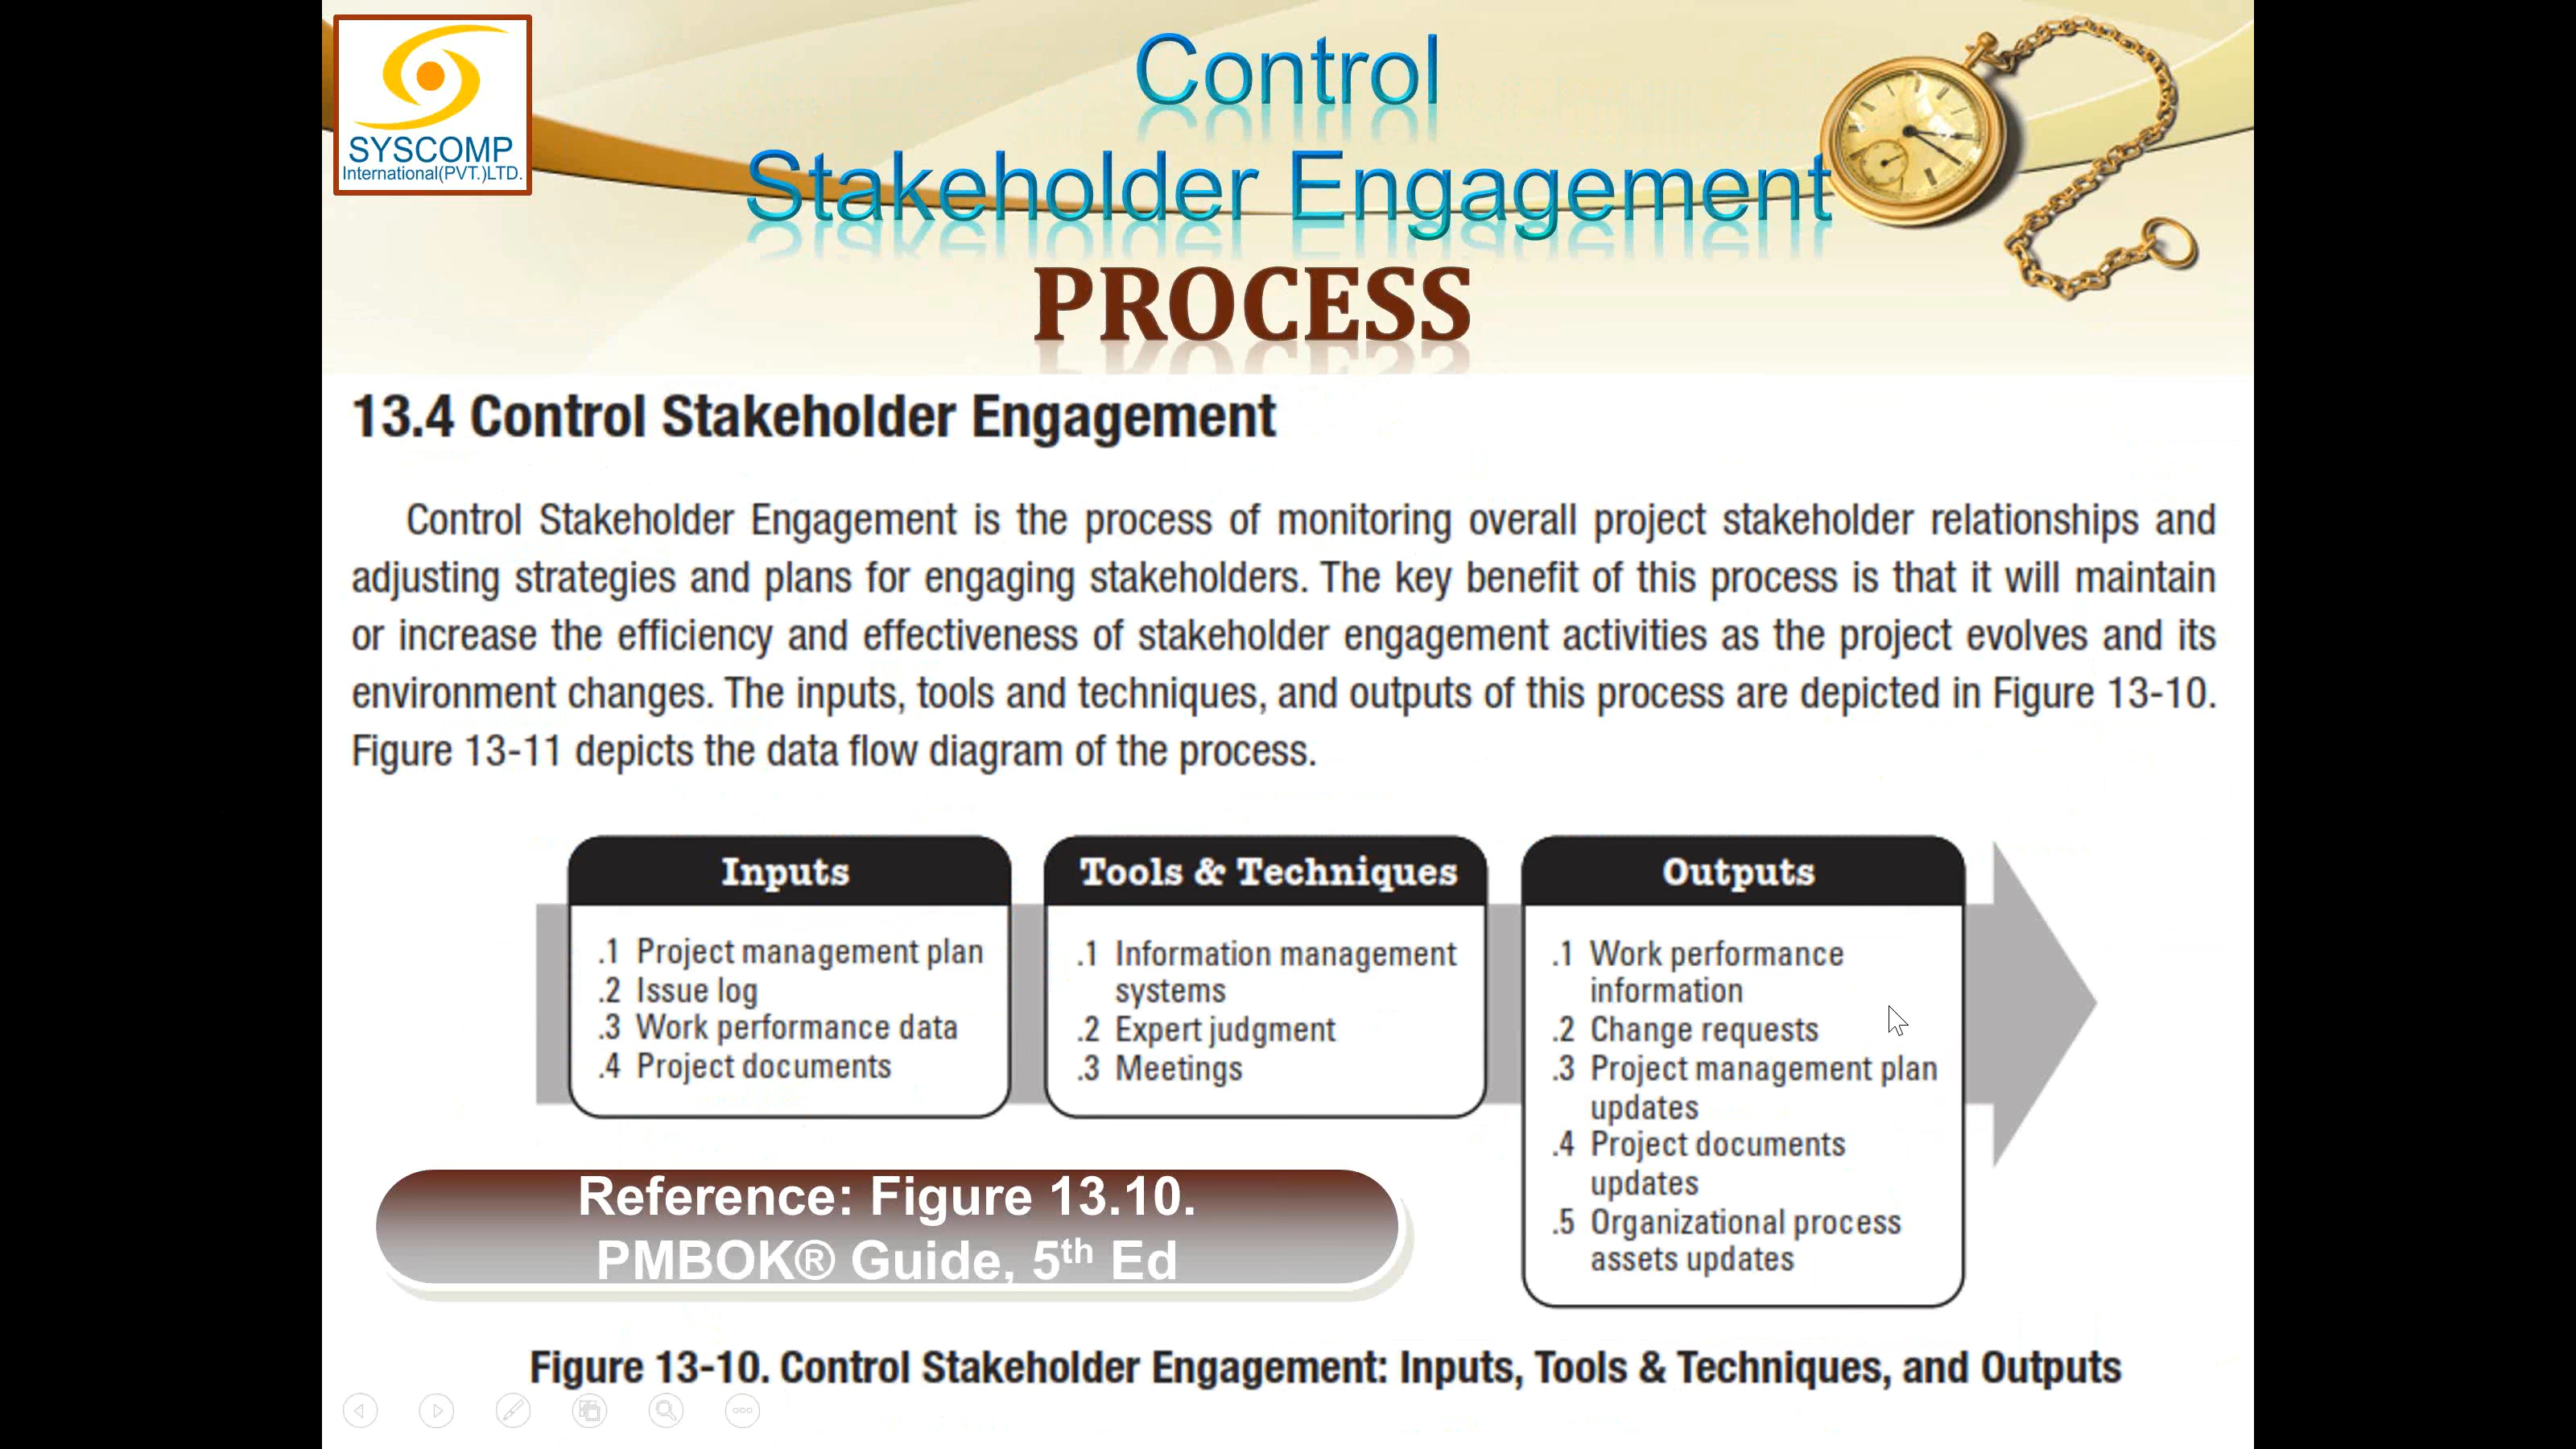 SYSCOMP
International(PVT.)LTD.
Control
Stakeholder Engagement
PROCESS
13.4 Control Stakeholder Engagement
Control Stakeholder Engagement is the process of monitoring overall project stakeholder relationships and
adjusting strategies and plans for engaging stakeholders. The key benefit of this process is that it will maintain
or increase the efficiency and effectiveness of stakeholder engagement activities as the project evolves and its
environment changes. The inputs, tools and techniques, and outputs of this process are depicted in Figure 13-10.
Figure 13-11 depicts the data flow diagram of the process.
Inputs
.1 Project management plan
.2 Issue log
.3 Work performance data
.4 Project documents
Tools & Techniques
.1 Information management
systems
.2 Expert judgment
.3 Meetings
Outputs
.1 Work performance
information
.2 Change requests
.3 Project management plan
updates
.4 Project documents
updates
.5 Organizational process
assets updates
Reference: Figure 13.10.
PMBOK® Guide, 5th Ed
Figure 13-10. Control Stakeholder Engagement: Inputs, Tools & Techniques, and Outputs